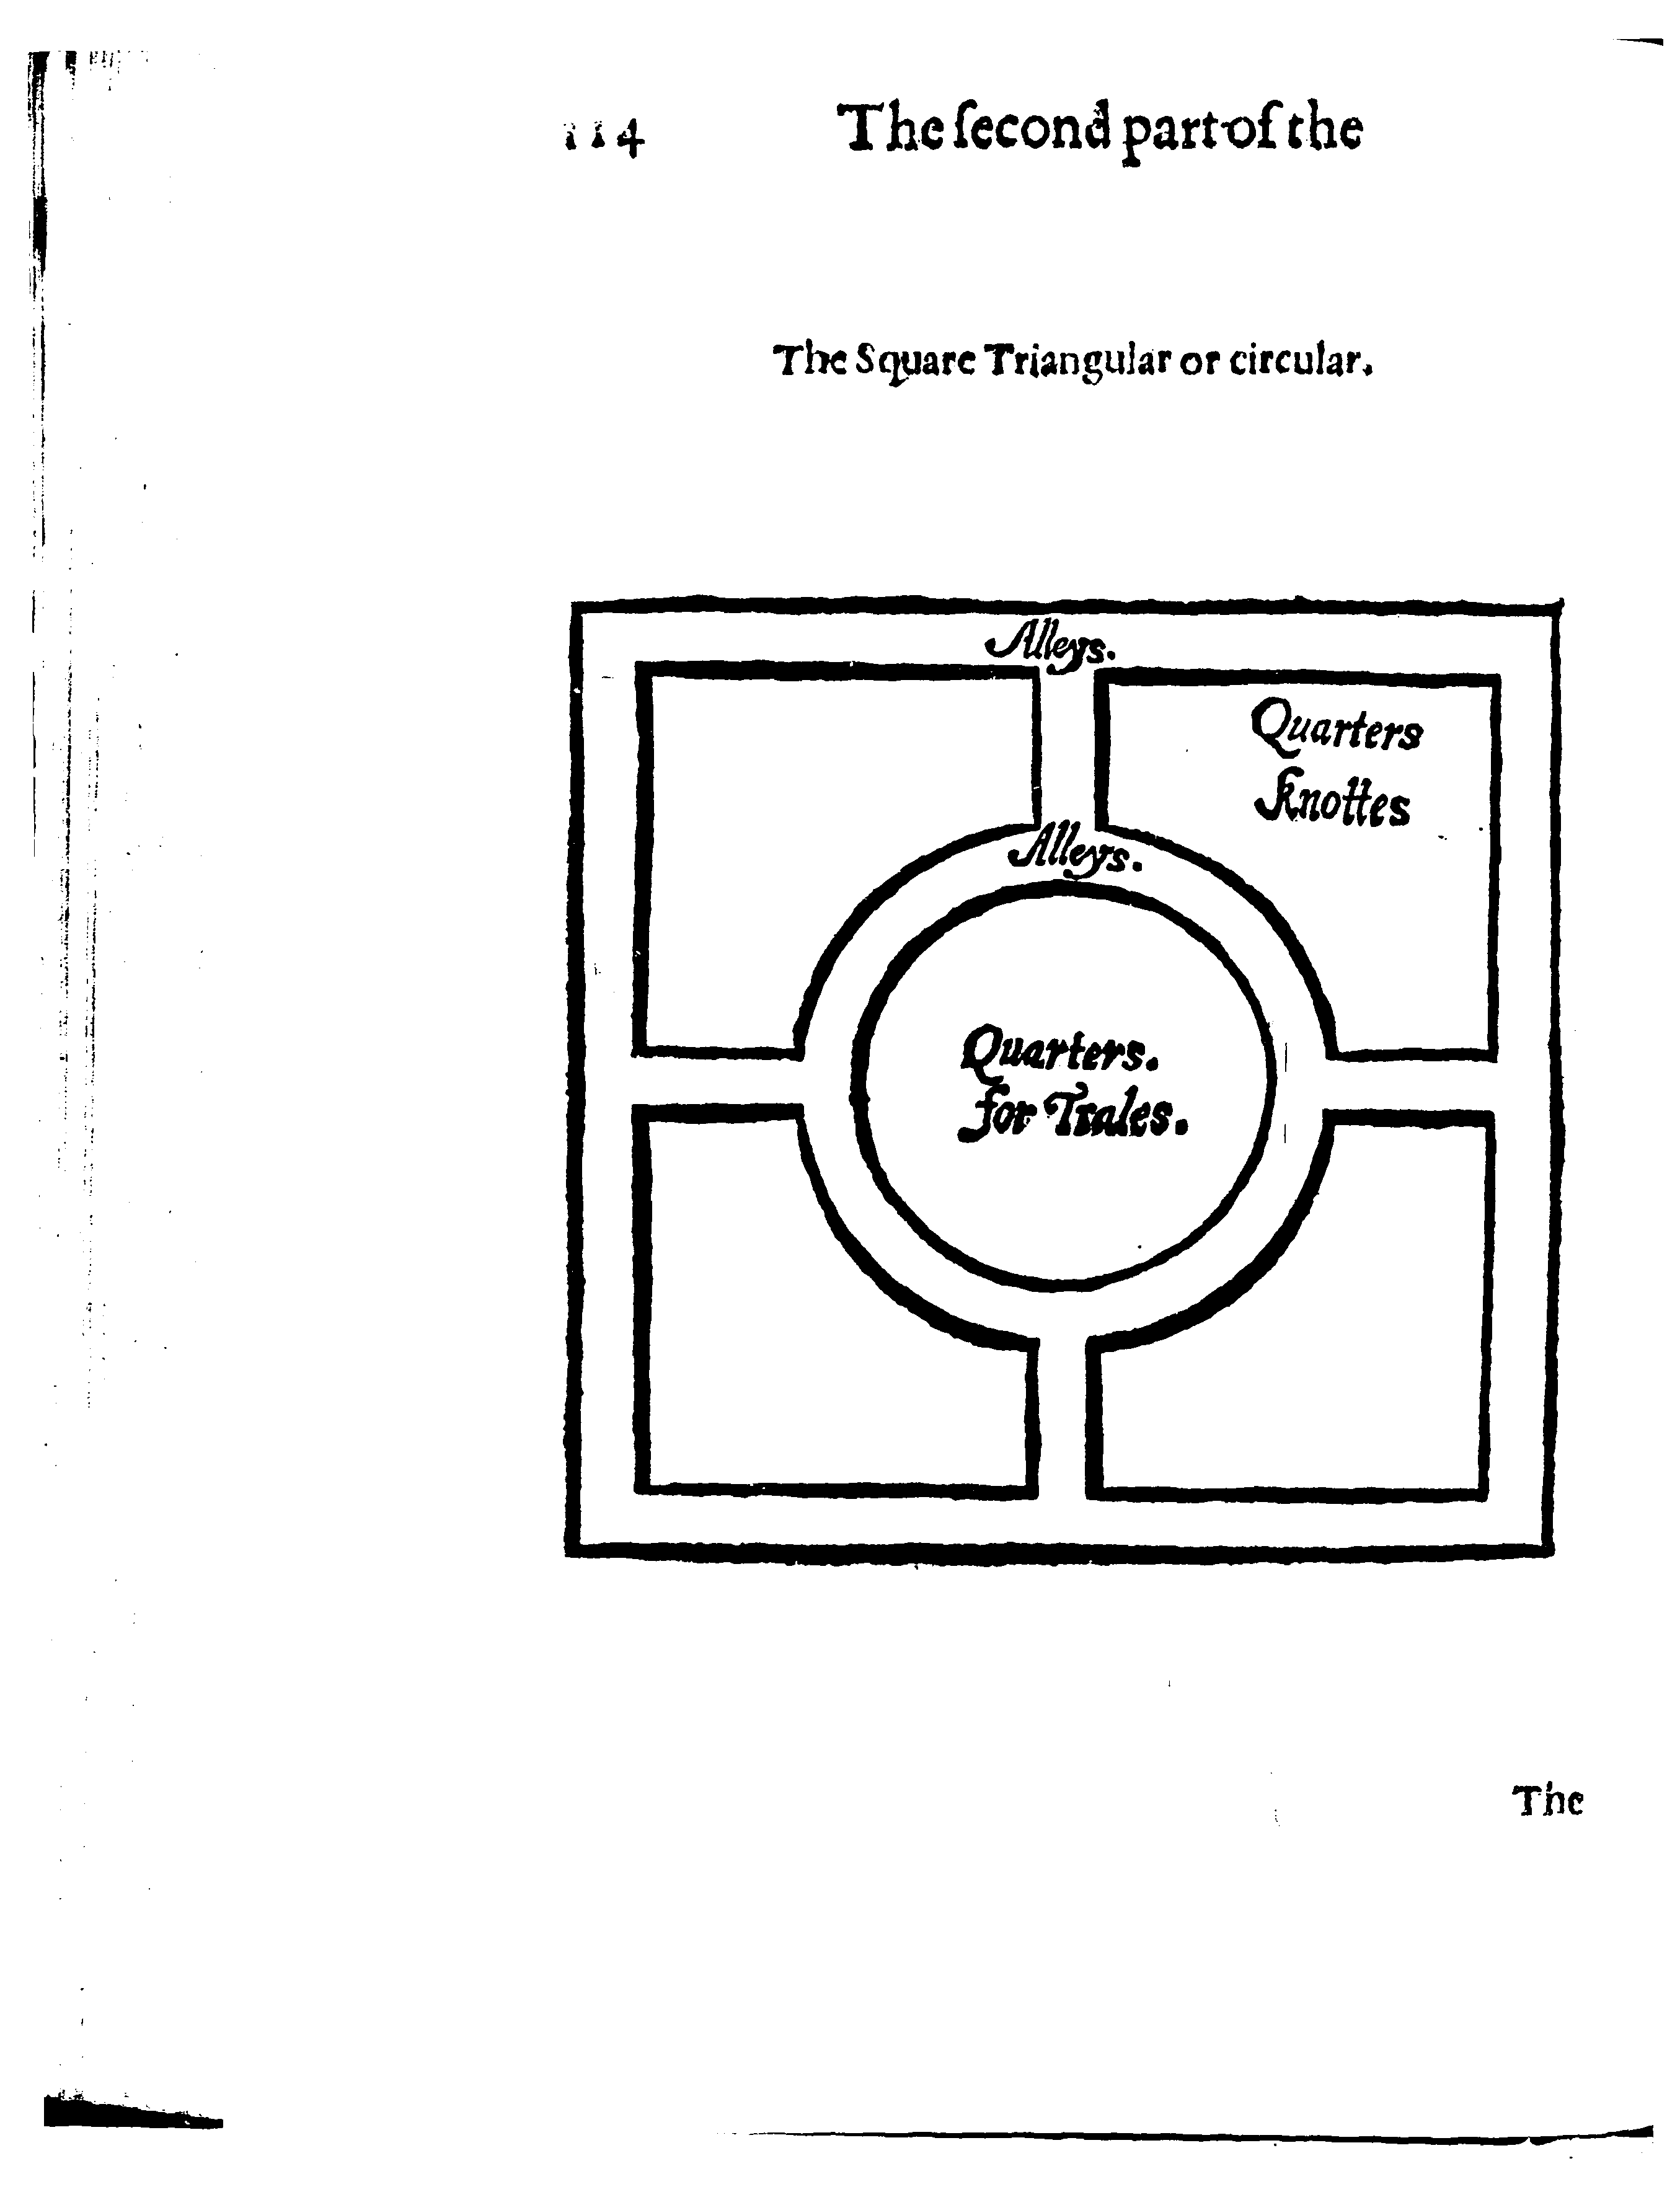 114 The ſecond part of the
The Square Triangular or circular.
Alleys.
Quarters
Knottes
Alleys.
Quarters.
for Trales.
The